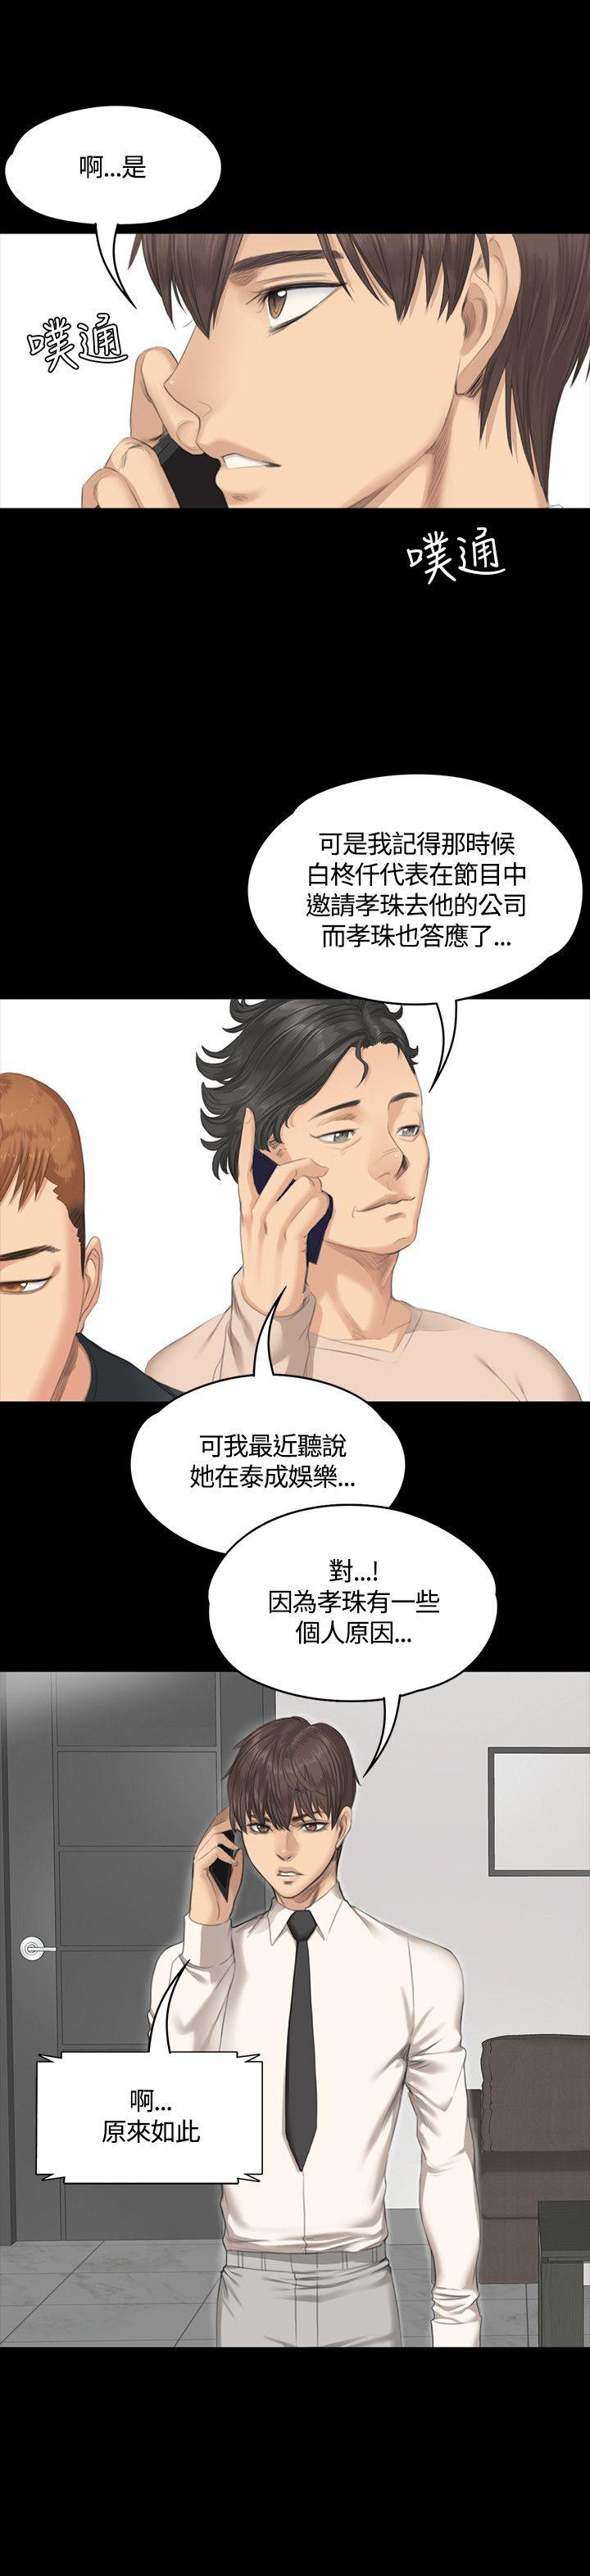 啊...是
噗通
噗通
可是我記得那時候
白柊仟代表在節目中
邀請孝珠去他的公司
而孝珠也答應了...
可我最近聽說
她在泰成娛樂...
對...!
因為孝珠有一些
個人原因...
啊...
原來如此